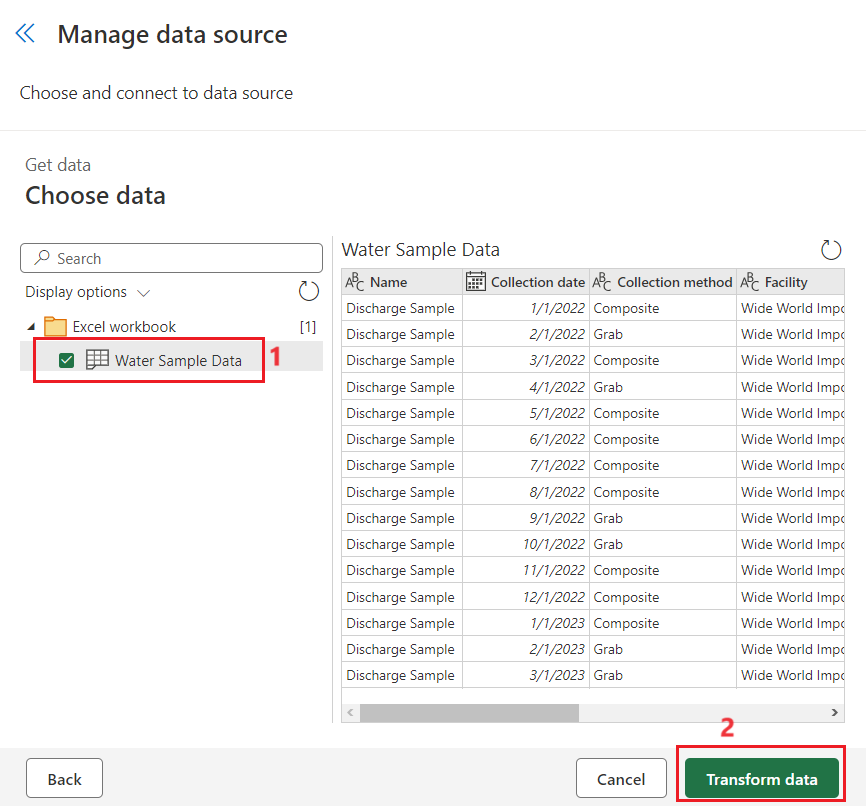 Manage data source
Choose and connect to data source
Get data
Choose data
Search
Display options
Excel workbook [1]
Water Sample Data 1
Water Sample Data
ABC Name Collection date ABC Collection method ABC Facility
Discharge Sample 1/1/2022 Composite Wide World Impo
Discharge Sample 2/1/2022 Grab Wide World Impo
Discharge Sample 3/1/2022 Composite Wide World Impo
Discharge Sample 4/1/2022 Grab Wide World Impo
Discharge Sample 5/1/2022 Composite Wide World Impo
Discharge Sample 6/1/2022 Composite Wide World Impo
Discharge Sample 7/1/2022 Composite Wide World Impo
Discharge Sample 8/1/2022 Composite Wide World Impo
Discharge Sample 9/1/2022 Grab Wide World Impo
Discharge Sample 10/1/2022 Grab Wide World Impo
Discharge Sample 11/1/2022 Composite Wide World Impo
Discharge Sample 12/1/2022 Composite Wide World Impo
Discharge Sample 1/1/2023 Composite Wide World Impo
Discharge Sample 2/1/2023 Grab Wide World Impo
Discharge Sample 3/1/2023 Grab Wide World Impo
2
Back Cancel Transform data